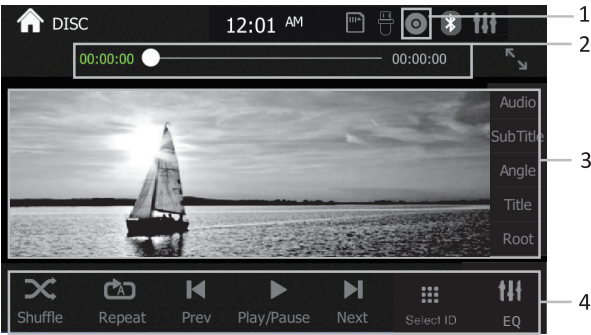 DISC 12:01 AM 1
00:00:00 00:00:00 2
Audio
SubTitle
Angle 3
Title
Root
Shuffle A Repeat Prev Play/Pause Next Select ID EQ 4